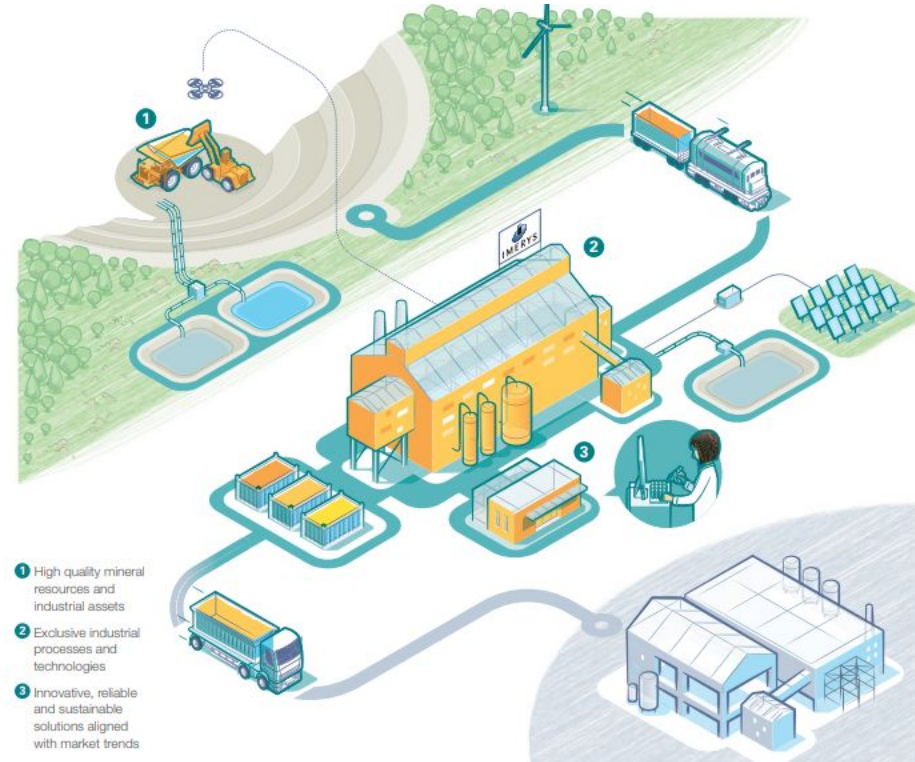 1
IMERYS
2
3
1 High quality mineral
resources and
industrial assets
2 Exclusive industrial
processes and
technologies
3 Innovative, reliable
and sustainable
solutions aligned
with market trends